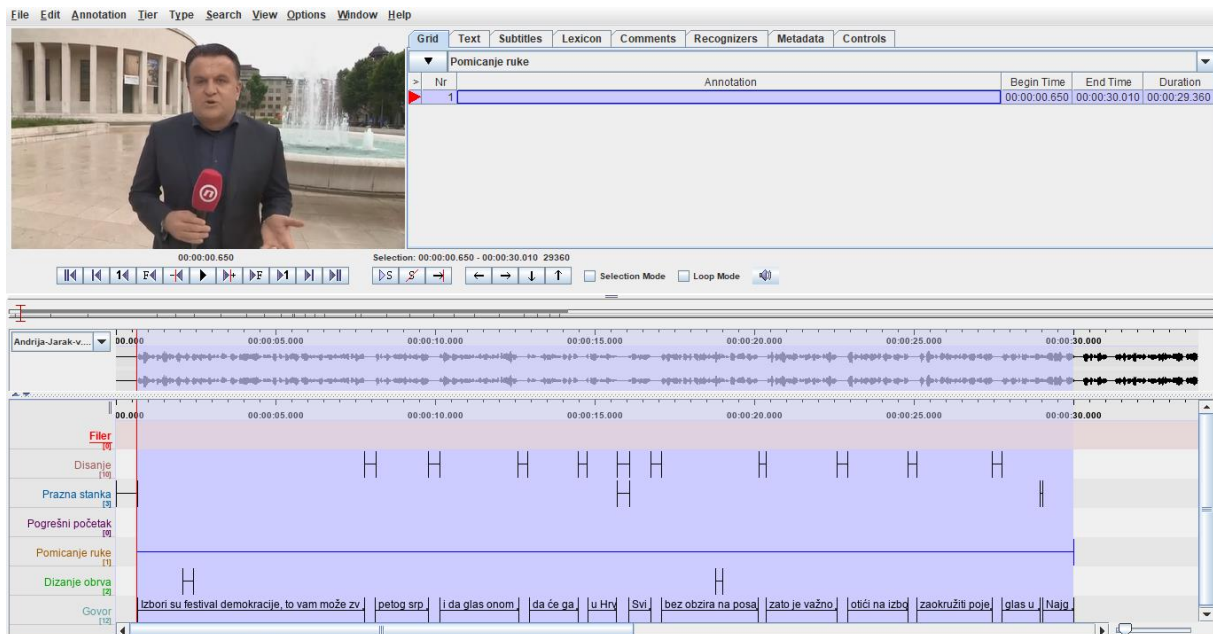 File Edit Annotation Tier Type Search View Options Window Help
Grid Text Subtitles Lexicon Comments Recognizers Metadata Controls
Pomicanje ruke
> Nr Annotation Begin Time End Time Duration
1 00:00:00.650 00:00:30.010 00:00:29.360
00:00:00.650 Selection: 00:00:00.650 - 00:00:30.010 29360
1 F + F 1 S S Selection Mode Loop Mode
Andrija-Jarak-v.... 00.000 00:00:05.000 00:00:10.000 00:00:15.000 00:00:20.000 00:00:25.000 00:00:30.000
00.000 00:00:05.000 00:00:10.000 00:00:15.000 00:00:20.000 00:00:25.000 00:00:30.000
Filer
[0]
Disanje
[10]
Prazna stanka
[3]
Pogrešni početak
[0]
Pomicanje ruke
[1]
Dizanje obrva
[2]
Govor Izbori su festival demokracije, to vam može zv petog srp i da glas onom da će ga u Hrv Svi bez obzira na posa zato je važno otići na izbo zaokružiti poje glas u Najg
[12]